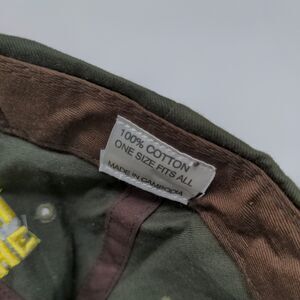 100% COTTON
ONE SIZE FITS ALL
MADE IN CAMBODIA